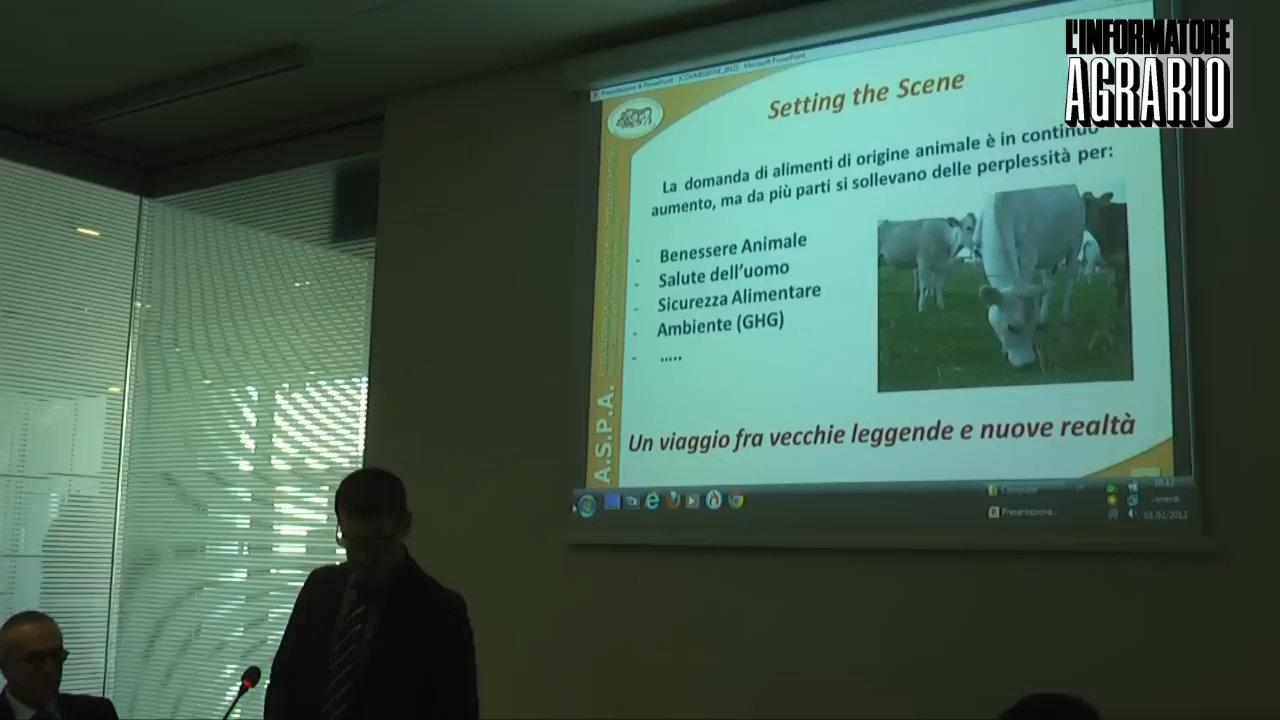 L'INFORMATORE
AGRARIO
Setting the Scene
La domanda di alimenti di origine animale è in continuo
aumento, ma da più parti si sollevano delle perplessità per:
- Benessere Animale
- Salute dell'uomo
- Sicurezza Alimentare
- Ambiente (GHG)
- .....
Un viaggio fra vecchie leggende e nuove realtà
A.S.P.A.
Computer
Presentazione...
venerdì
03/02/2012